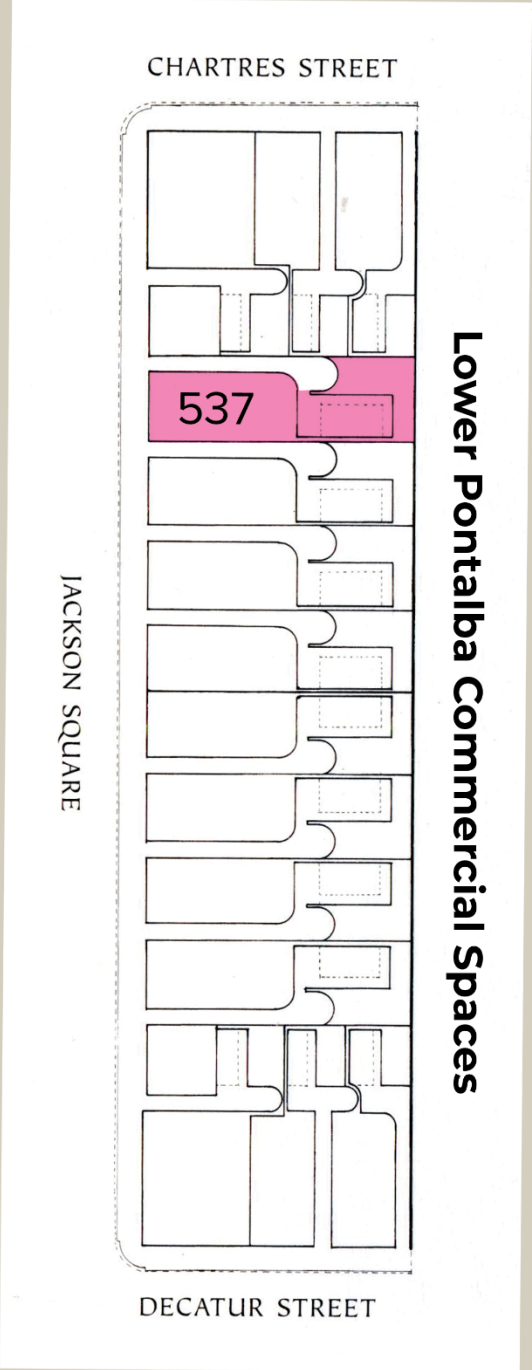 CHARTRES STREET
537
Lower Pontalba Commercial Spaces
JACKSON SQUARE
DECATUR STREET